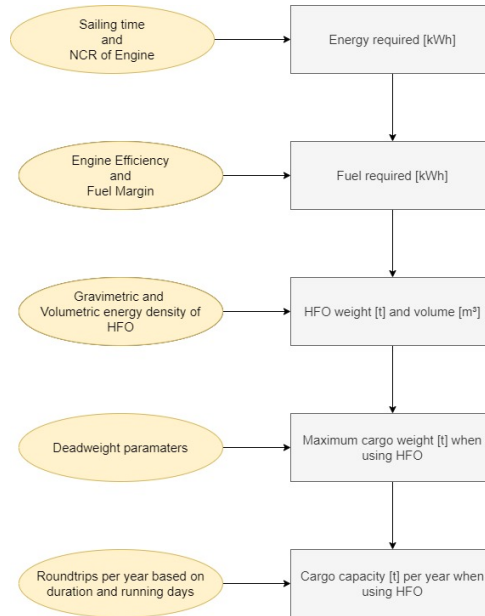 Sailing time
and
NCR of Engine
Energy required [kWh]
Engine Efficiency
and
Fuel Margin
Fuel required [kWh]
Gravimetric and
Volumetric energy density of
HFO
HFO weight [t] and volume [m³]
Deadweight paramaters
Maximum cargo weight [t] when
using HFO
Roundtrips per year based on
duration and running days
Cargo capacity [t] per year when
using HFO